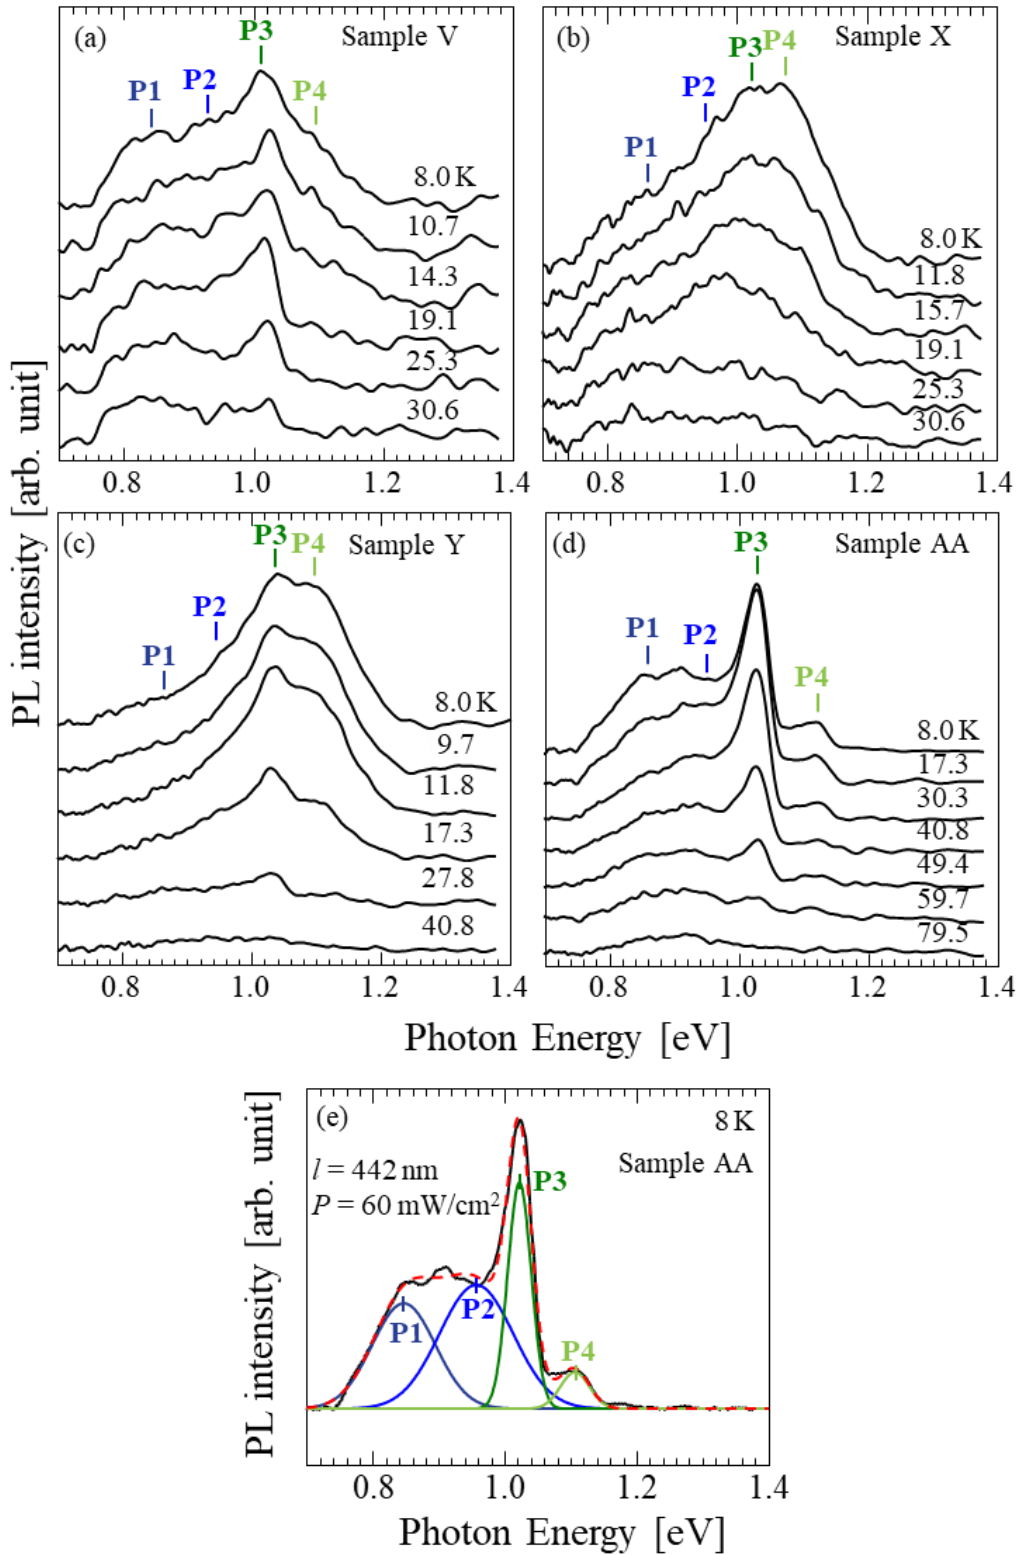 (a)
Sample V
P1
P2
P3
P4
8.0 K
10.7
14.3
19.1
25.3
30.6
0.8
1.0
1.2
1.4
(b)
Sample X
P1
P2
P3
P4
8.0 K
11.8
15.7
19.1
25.3
30.6
0.8
1.0
1.2
1.4
PL intensity [arb. unit]
(c)
Sample Y
P1
P2
P3
P4
8.0 K
9.7
11.8
17.3
27.8
40.8
0.8
1.0
1.2
1.4
(d)
Sample AA
P1
P2
P3
P4
8.0 K
17.3
30.3
40.8
49.4
59.7
79.5
0.8
1.0
1.2
1.4
Photon Energy [eV]
(e)
8 K
Sample AA
l = 442 nm
P = 60 mW/cm²
P3
P2
P1
P4
PL intensity [arb. unit]
0.8
1.0
1.2
1.4
Photon Energy [eV]